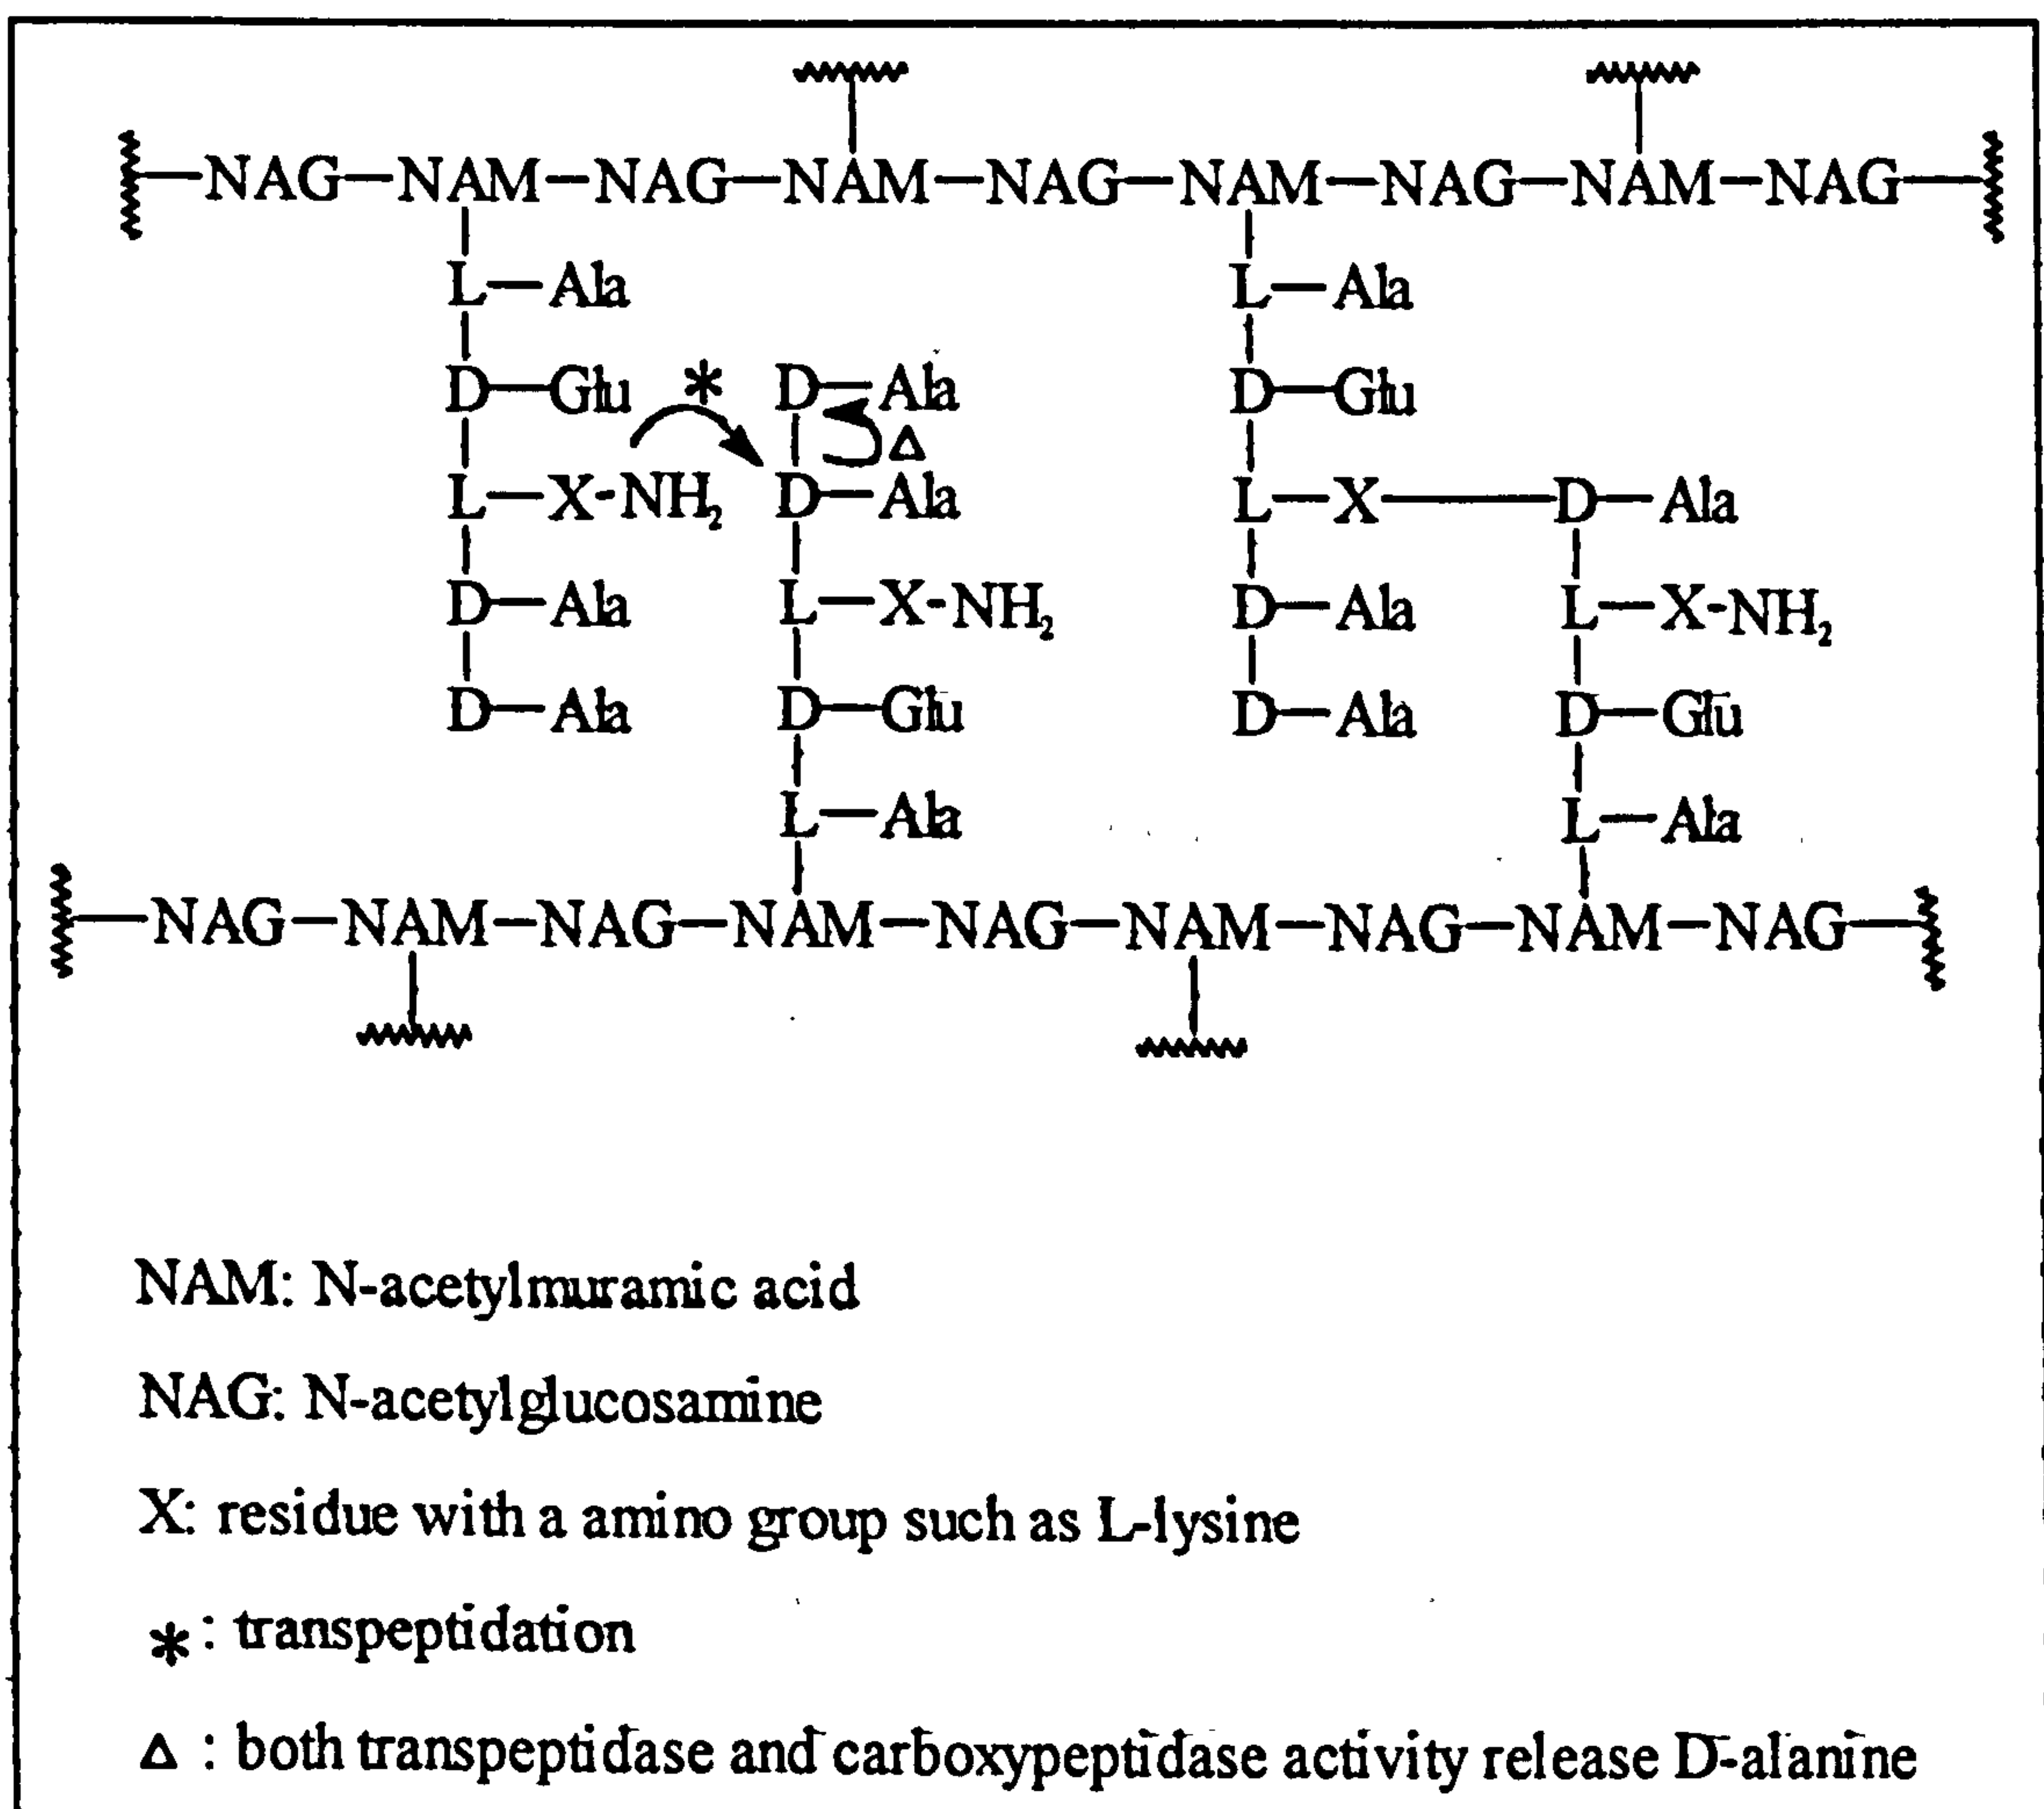 NAG—NAM—NAG—NAM—NAG—NAM—NAG—NAM—NAG
L—Ala L—Ala
D—Glu * D—Ala D—Glu
Δ
L—X-NH₂ D—Ala L—X—D—Ala
D—Ala L—X-NH₂ D—Ala L—X-NH₂
D—Ala D—Glu D—Ala D—Glu
L—Ala L—Ala
NAG—NAM—NAG—NAM—NAG—NAM—NAG—NAM—NAG
NAM: N-acetylmuramic acid
NAG: N-acetylglucosamine
X: residue with a amino group such as L-lysine
*: transpeptidation
Δ : both transpeptidase and carboxypeptidase activity release D-alanine